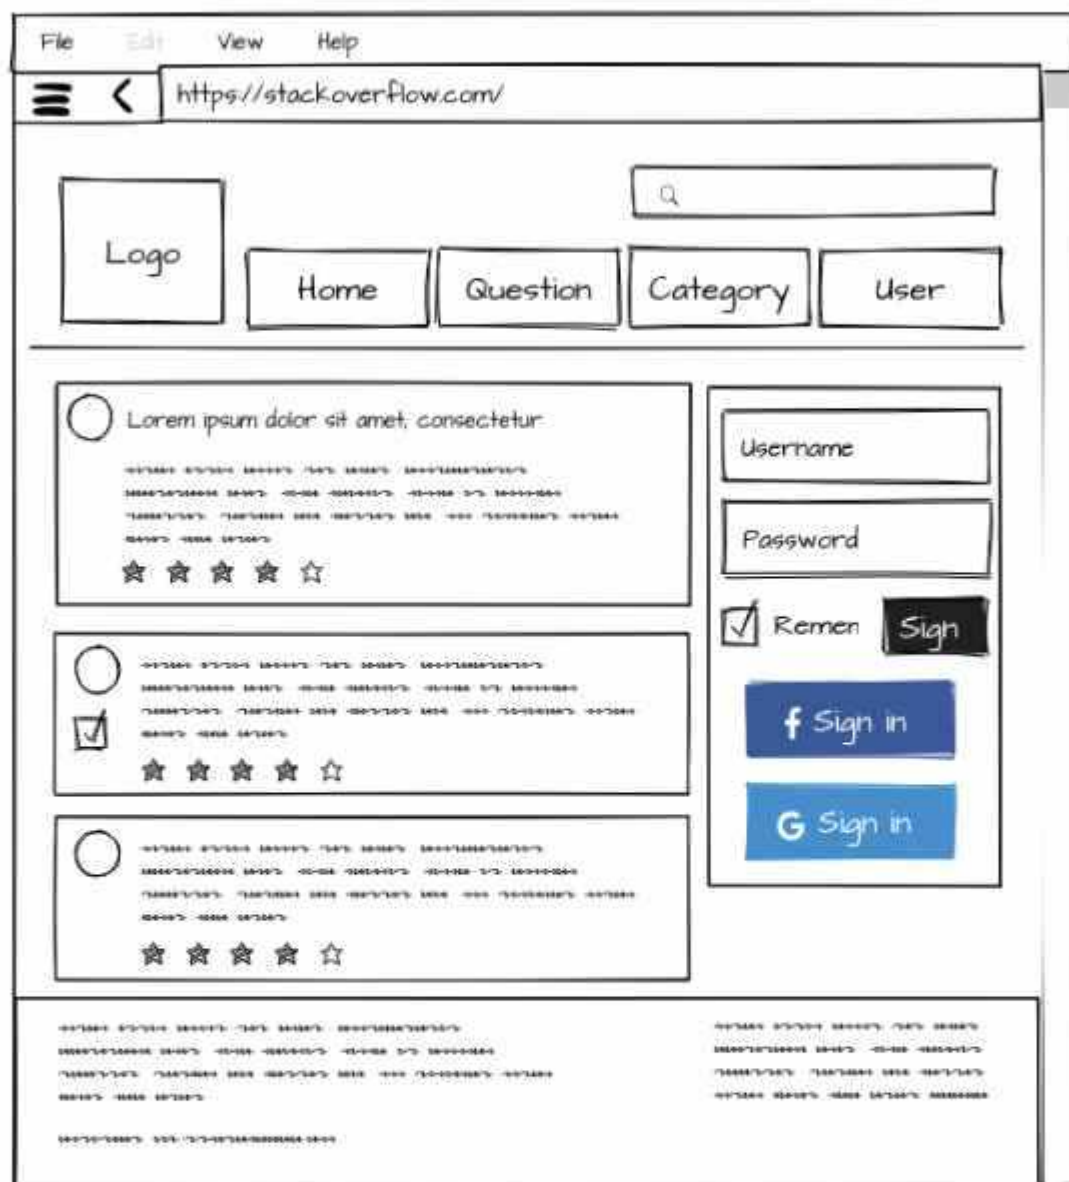 File Edit View Help
https://stackoverflow.com/
Logo
Home Question Category User
Lorem ipsum dolor sit amet, consectetur
Username
Password
Remen Sign
f Sign in
G Sign in